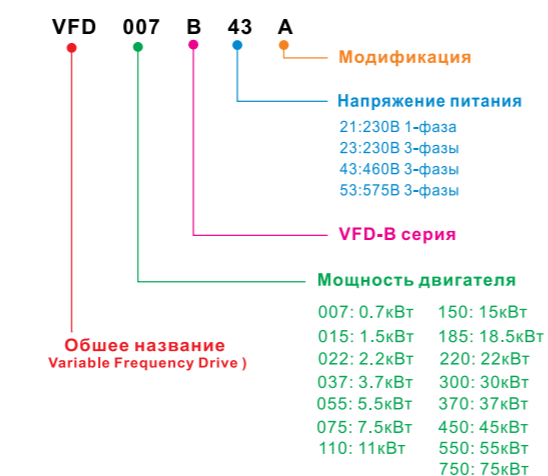 VFD 007 B 43 A
Модификация
Напряжение питания
21:230В 1-фаза
23:230В 3-фазы
43:460В 3-фазы
53:575В 3-фазы
VFD-B серия
Мощность двигателя
007: 0.7кВт 150: 15кВт
015: 1.5кВт 185: 18.5кВт
022: 2.2кВт 220: 22кВт
037: 3.7кВт 300: 30кВт
055: 5.5кВт 370: 37кВт
075: 7.5кВт 450: 45кВт
110: 11кВт 550: 55кВт
750: 75кВт
Обшее название
Variable Frequency Drive )